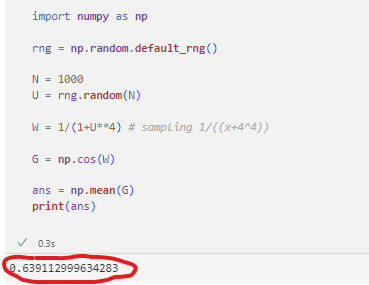 import numpy as np
rng = np.random.default_rng()
N = 1000
U = rng.random(N)
W = 1/(1+U**4) # sampling 1/((x+4^4))
G = np.cos(W)
ans = np.mean(G)
print(ans)
✓ 0.3s
0.639112999634283